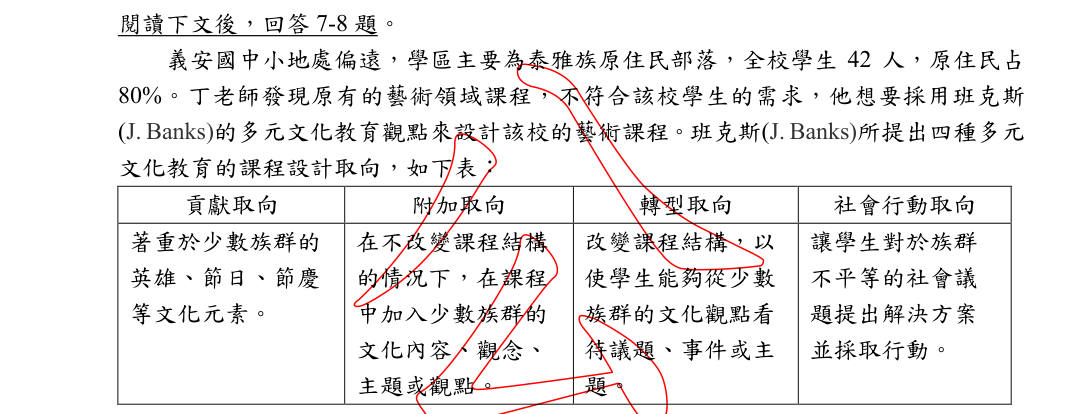 閱讀下文後，回答 7-8 題。
義安國中小地處偏遠，學區主要為泰雅族原住民部落，全校學生 42 人，原住民占
80%。丁老師發現原有的藝術領域課程，不符合該校學生的需求，他想要採用班克斯
(J. Banks)的多元文化教育觀點來設計該校的藝術課程。班克斯(J. Banks)所提出四種多元
文化教育的課程設計取向，如下表：
貢獻取向 附加取向 轉型取向 社會行動取向
著重於少數族群的
英雄、節日、節慶
等文化元素。
在不改變課程結構
的情況下，在課程
中加入少數族群的
文化內容、觀念、
主題或觀點。
改變課程結構，以
使學生能夠從少數
族群的文化觀點看
待議題、事件或主
題。
讓學生對於族群
不平等的社會議
題提出解決方案
並採取行動。